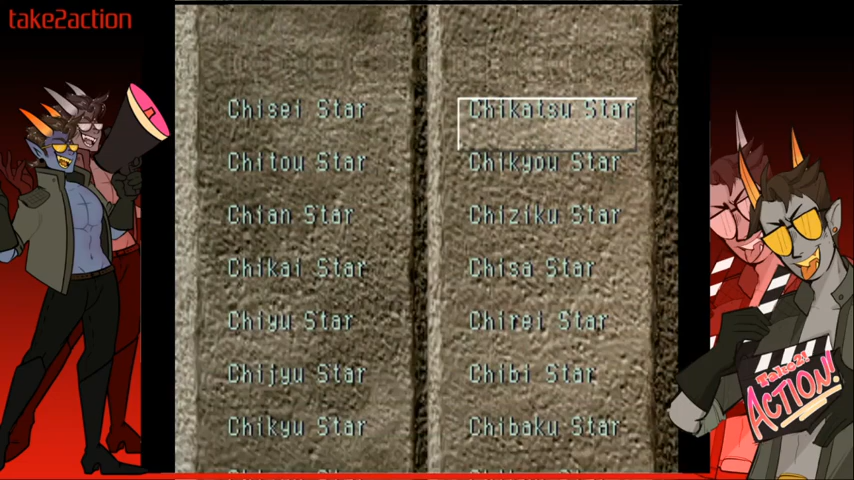 take2action
Chisei Star
Chikatsu Star
Chitou Star
Chikyou Star
Chian Star
Chiziku Star
Chikai Star
Chisa Star
Chiyu Star
Chirei Star
Chijyu Star
Chibi Star
Chikyu Star
Chibaku Star
Take2!
ACTION!